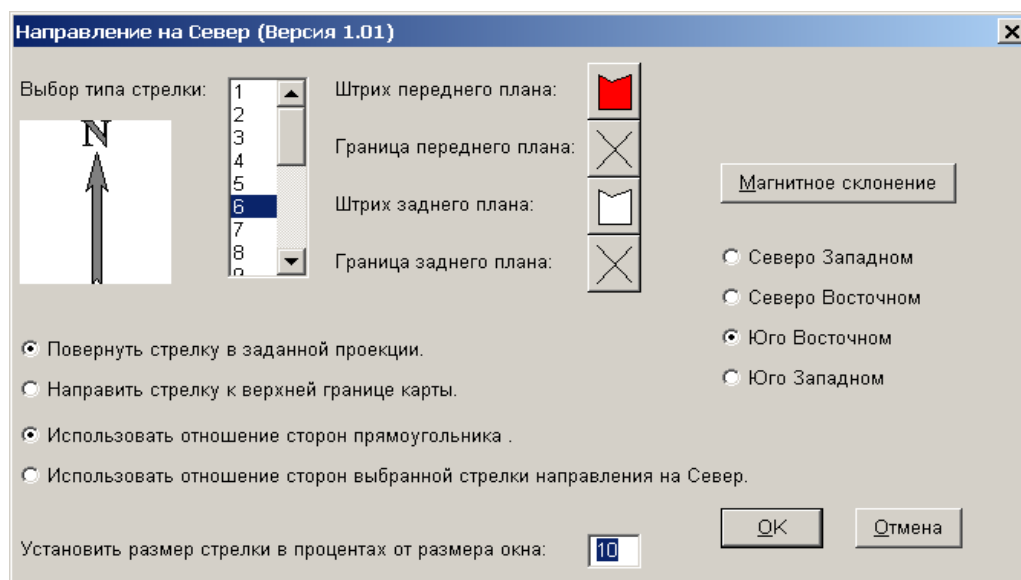 Направление на Север (Версия 1.01)
Выбор типа стрелки:
N
1
2
3
4
5
6
7
8
9
Штрих переднего плана:
Граница переднего плана:
Штрих заднего плана:
Граница заднего плана:
Магнитное склонение
Северо Западном
Северо Восточном
Юго Восточном
Юго Западном
Повернуть стрелку в заданной проекции.
Направить стрелку к верхней границе карты.
Использовать отношение сторон прямоугольника .
Использовать отношение сторон выбранной стрелки направления на Север.
Установить размер стрелки в процентах от размера окна: 10
OK
Отмена